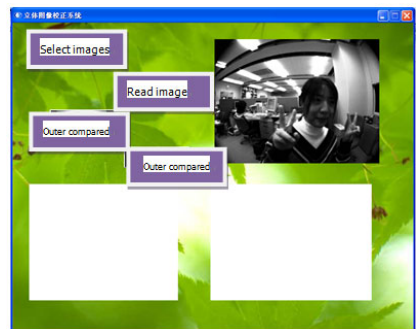 立体图像校正系统
Select images
Read image
Outer compared
Outer compared